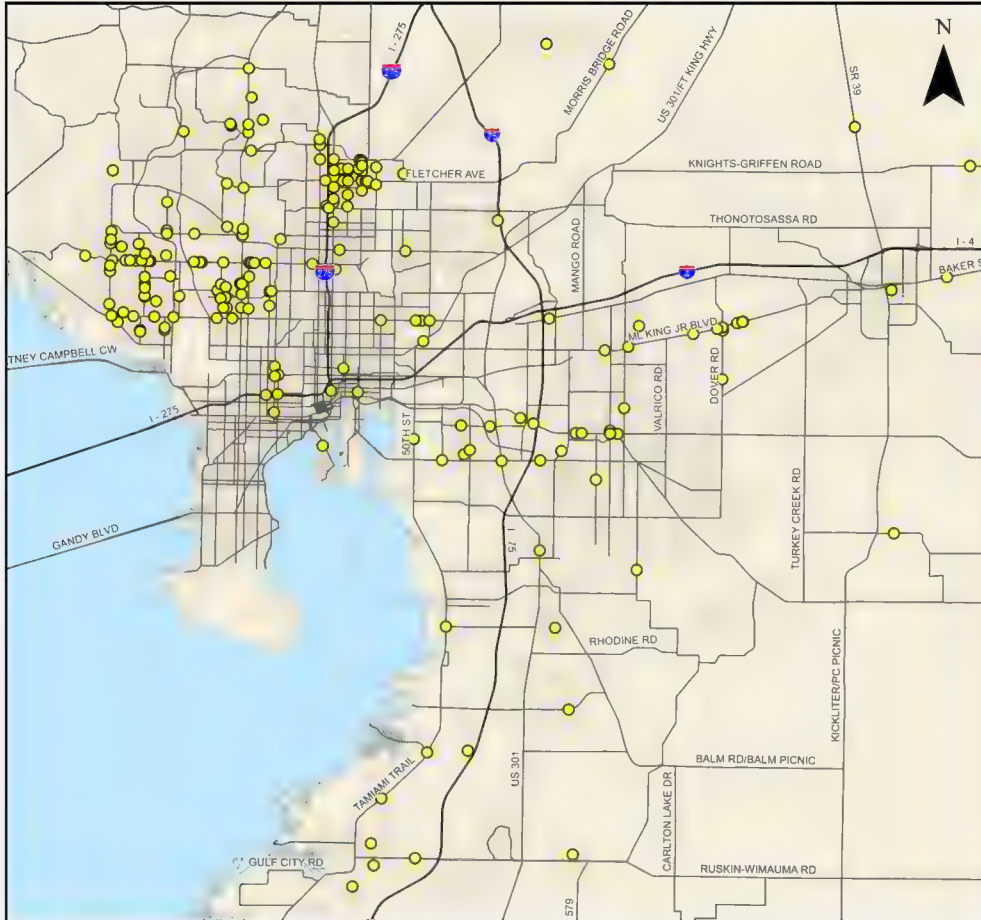 N
I - 275
MORRIS BRIDGE ROAD
US 301/FT KING HWY
SR 39
KNIGHTS-GRIFFEN ROAD
FLETCHER AVE
THONOTOSASSA RD
MANGO ROAD
I - 4
BAKER S
275
4
ML KING JR BLVD
TNEY CAMPBELL CW
DOVER RD
VALRICO RD
I - 275
50TH ST
TURKEY CREEK RD
GANDY BLVD
I 75
RHODINE RD
KICKLITER/PC PICNIC
US 301
BALM RD/BALM PICNIC
TAMIAMI TRAIL
CARLTON LAKE DR
GULF CITY RD
RUSKIN-WIMAUMA RD
579